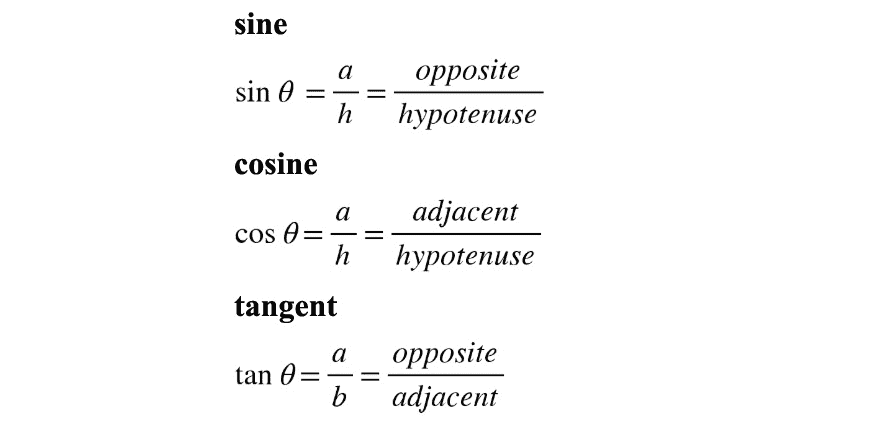 sine
sin θ = a/h = opposite/hypotenuse
cosine
cos θ = a/h = adjacent/hypotenuse
tangent
tan θ = a/b = opposite/adjacent